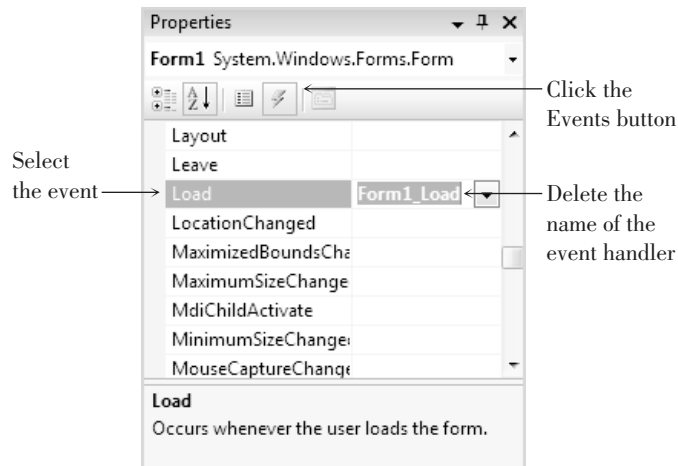 Properties
Form1 System.Windows.Forms.Form
Click the
Events button
Layout
Leave
Select
the event
Load Form1_Load
Delete the
name of the
event handler
LocationChanged
MaximizedBoundsCha
MaximumSizeChange
MdiChildActivate
MinimumSizeChange
MouseCaptureChange
Load
Occurs whenever the user loads the form.